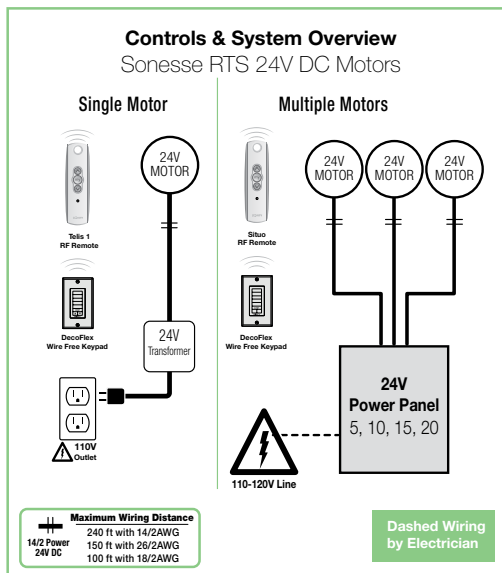 Controls & System Overview
Sonesse RTS 24V DC Motors
Single Motor
24V
MOTOR
Telis 1
RF Remote
DecoFlex
Wire Free Keypad
24V
Transformer
110V
Outlet
Multiple Motors
24V
MOTOR
24V
MOTOR
24V
MOTOR
Situo
RF Remote
DecoFlex
Wire Free Keypad
24V
Power Panel
5, 10, 15, 20
110-120V Line
14/2 Power
24V DC
Maximum Wiring Distance
240 ft with 14/2AWG
150 ft with 26/2AWG
100 ft with 18/2AWG
Dashed Wiring
by Electrician